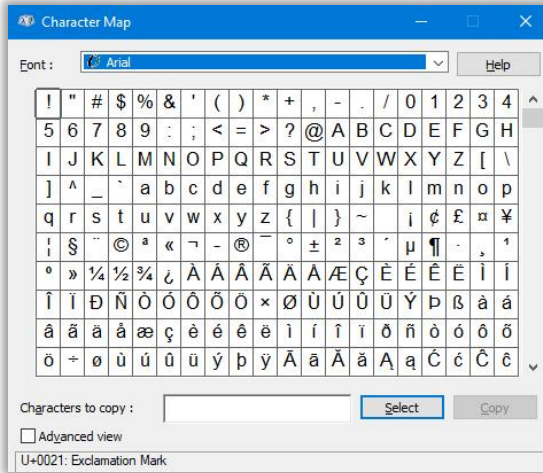 Character Map
Font : Arial Help
! " # $ % & ' ( ) * + , - . / 0 1 2 3 4
5 6 7 8 9 : ; < = > ? @ A B C D E F G H
I J K L M N O P Q R S T U V W X Y Z [ \
] ^ _ ` a b c d e f g h i j k l m n o p
q r s t u v w x y z { | } ~ ¡ ¢ £ ¤ ¥
¦ § ¨ © ª « ¬ - ® ¯ ° ± ² ³ ´ µ ¶ · ¸ ¹
º » ¼ ½ ¾ ¿ À Á Â Ã Ä Å Æ Ç È É Ê Ë Ì Í
Î Ï Ð Ñ Ò Ó Ô Õ Ö × Ø Ù Ú Û Ü Ý Þ ß à á
â ã ä å æ ç è é ê ë ì í î ï ð ñ ò ó ô õ
ö ÷ ø ù ú û ü ý þ ÿ Ā ā Ă ă Ą ą Ć ć Ĉ ĉ
Characters to copy : Select Copy
Advanced view
U+0021: Exclamation Mark